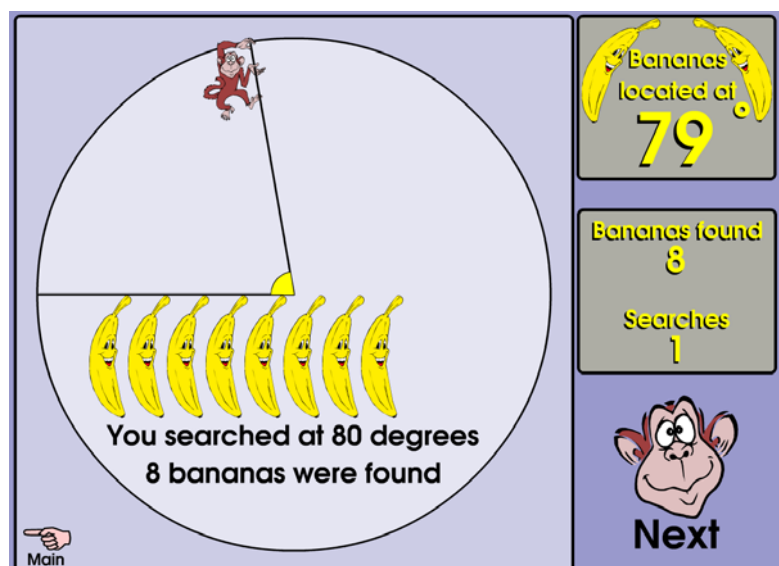 You searched at 80 degrees
8 bananas were found
Main
Bananas
located at
79°
Bananas found
8
Searches
1
Next